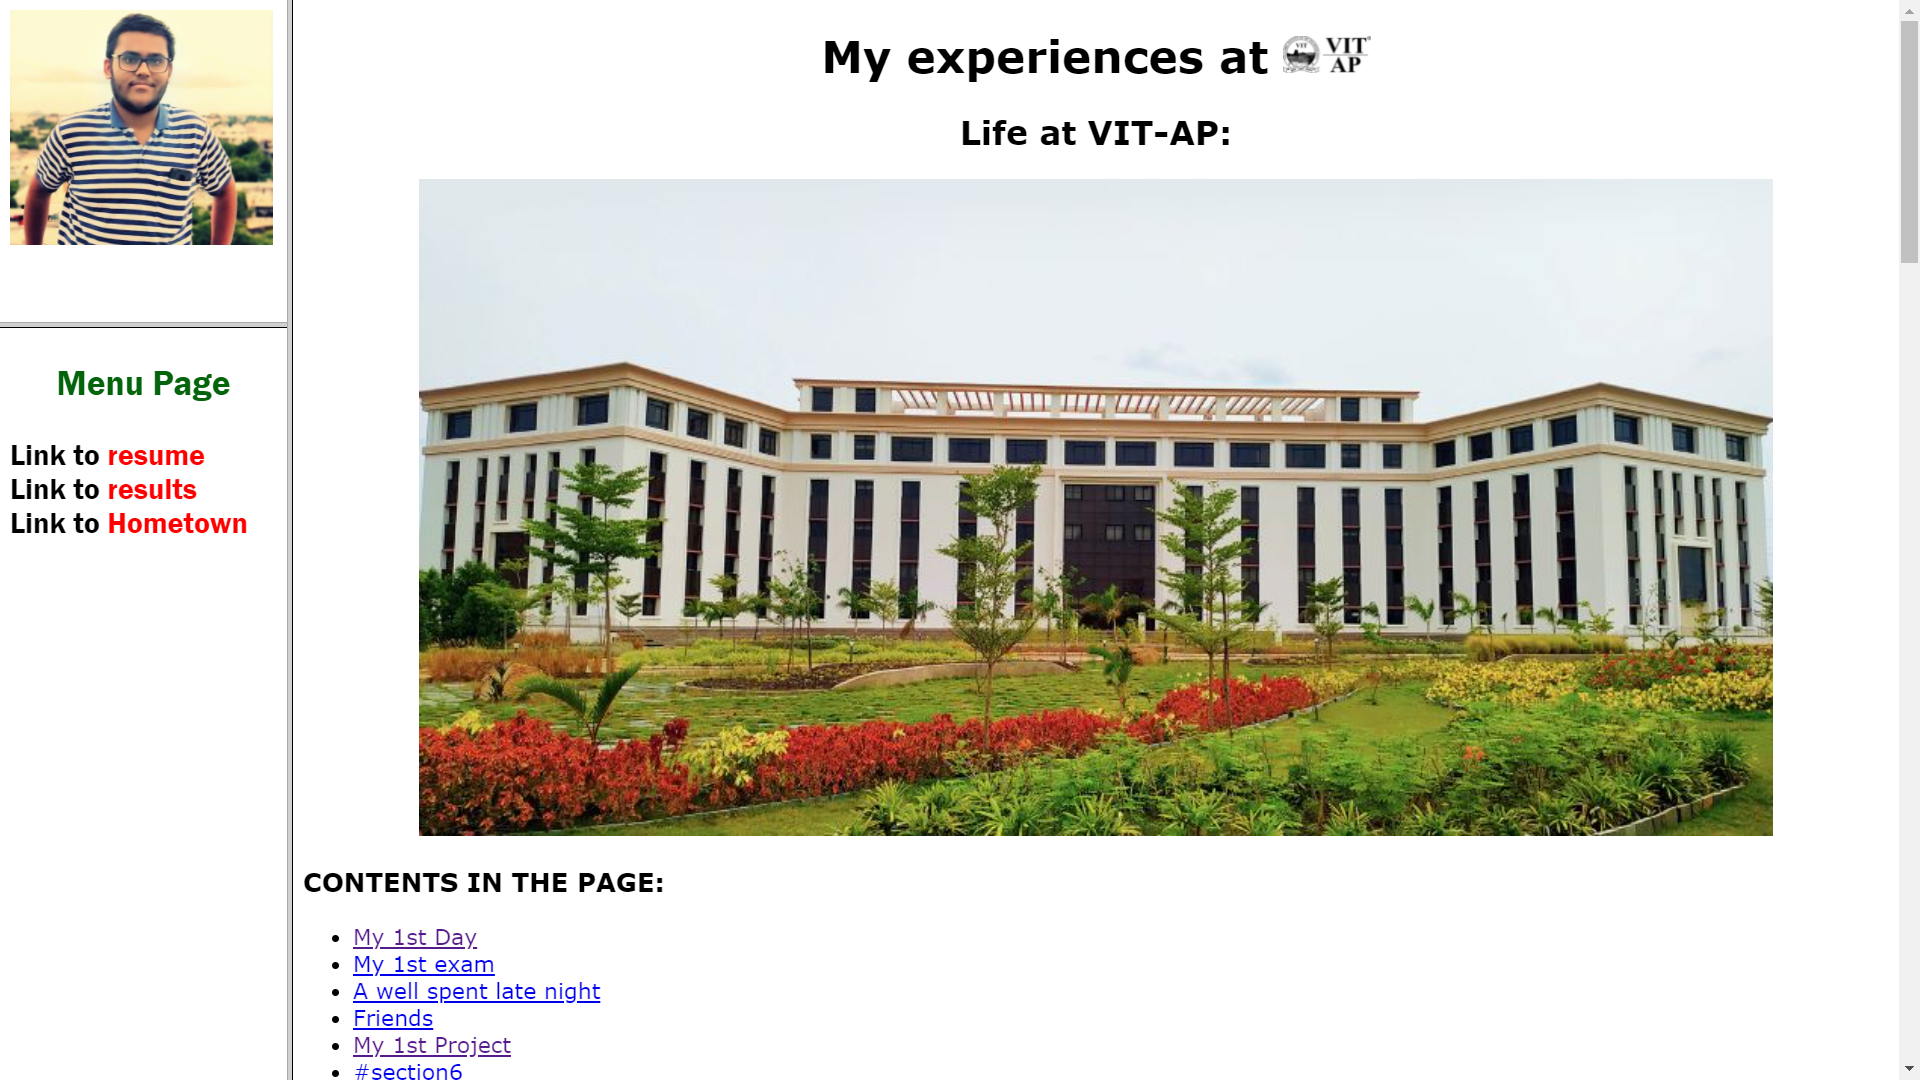 My experiences at VIT AP
Life at VIT-AP:
Menu Page
Link to resume
Link to results
Link to Hometown
CONTENTS IN THE PAGE:
My 1st Day
My 1st exam
A well spent late night
Friends
My 1st Project
#section6